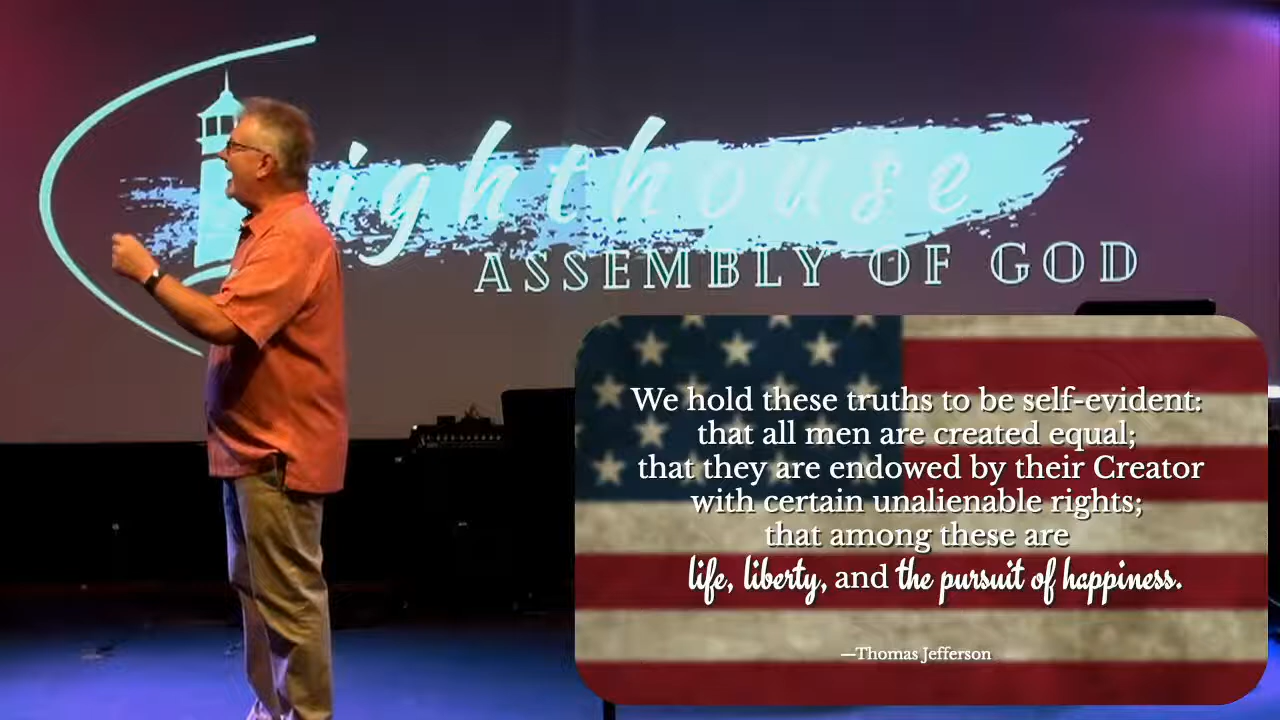 Lighthouse
ASSEMBLY OF GOD
We hold these truths to be self-evident:
that all men are created equal;
that they are endowed by their Creator
with certain unalienable rights;
that among these are
life, liberty, and the pursuit of happiness.
—Thomas Jefferson